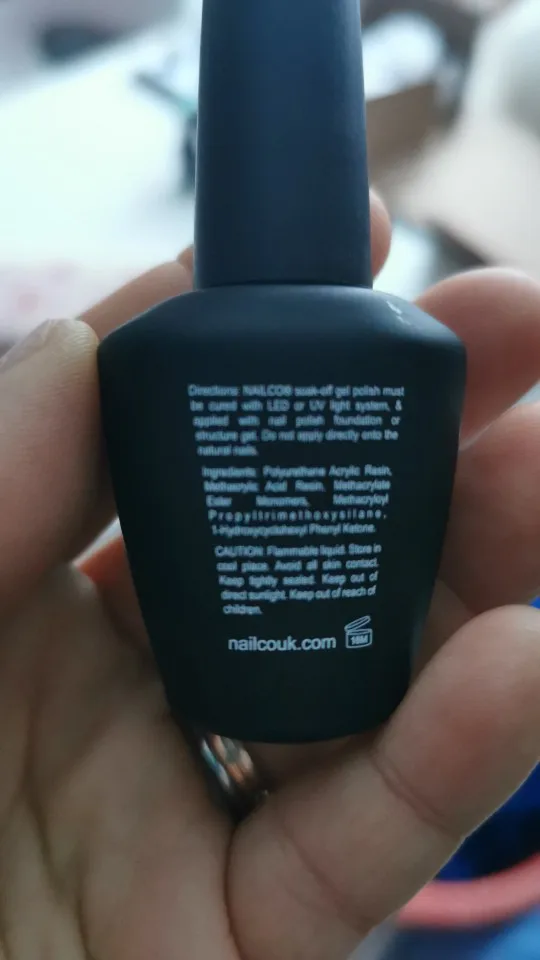 Directions: NAILCO® soak-off gel polish must
be cured with LED or UV light system, &
applied with nail polish foundation or
structure gel. Do not apply directly onto the
natural nails.
Ingredients: Polyurethane Acrylic Resin,
Methacrylic Acid Resin, Methacrylate
Ester Monomers, Methacryloyl
Propyltrimethoxysilane,
1-Hydroxycyclohexyl Phenyl Ketone.
CAUTION: Flammable liquid. Store in
cool place. Avoid all skin contact.
Keep tightly sealed. Keep out of
direct sunlight. Keep out of reach of
children.
nailcouk.com 18M